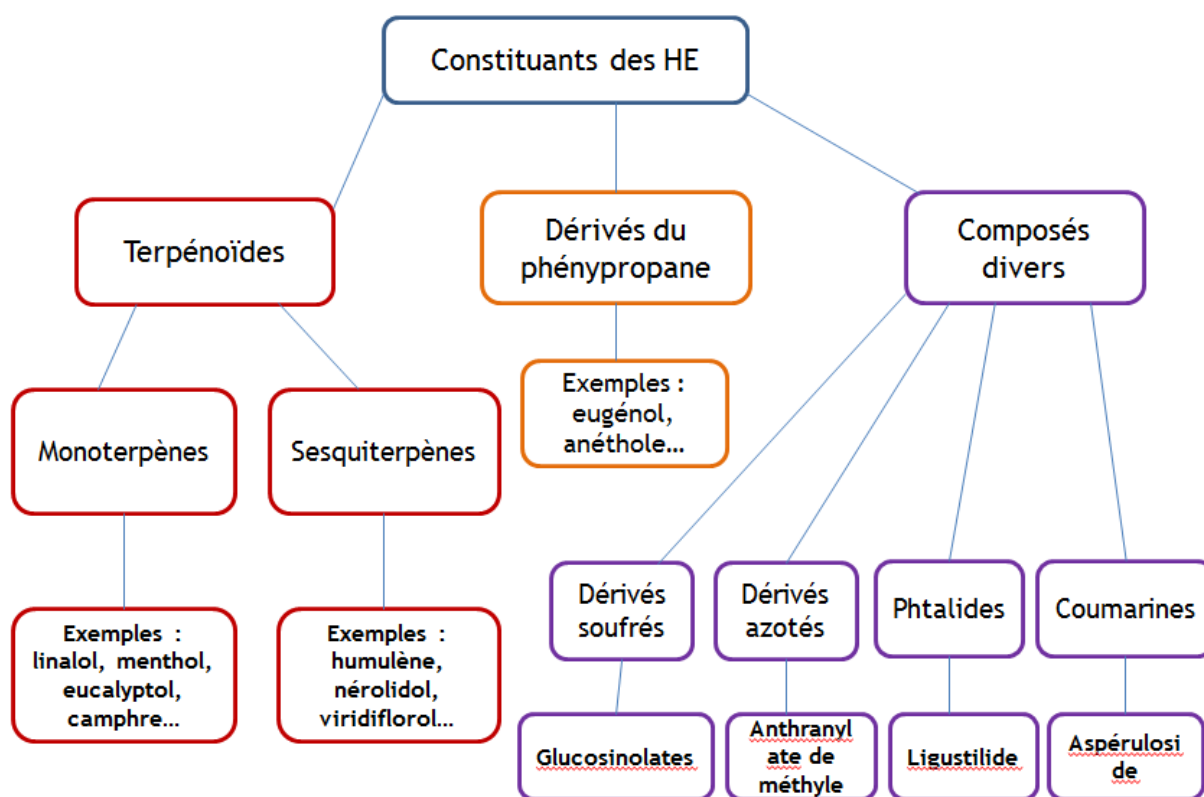 Constituants des HE
Terpénoïdes
Dérivés du
phénypropane
Composés
divers
Monoterpènes
Sesquiterpènes
Exemples :
eugénol,
anéthole...
Dérivés
soufrés
Dérivés
azotés
Phtalides
Coumarines
Exemples :
linalol, menthol,
eucalyptol,
camphre...
Exemples :
humulène,
nérolidol,
viridiflorol...
Glucosinolates
Anthranyl
ate de
méthyle
Ligustilide
Aspérulosi
de